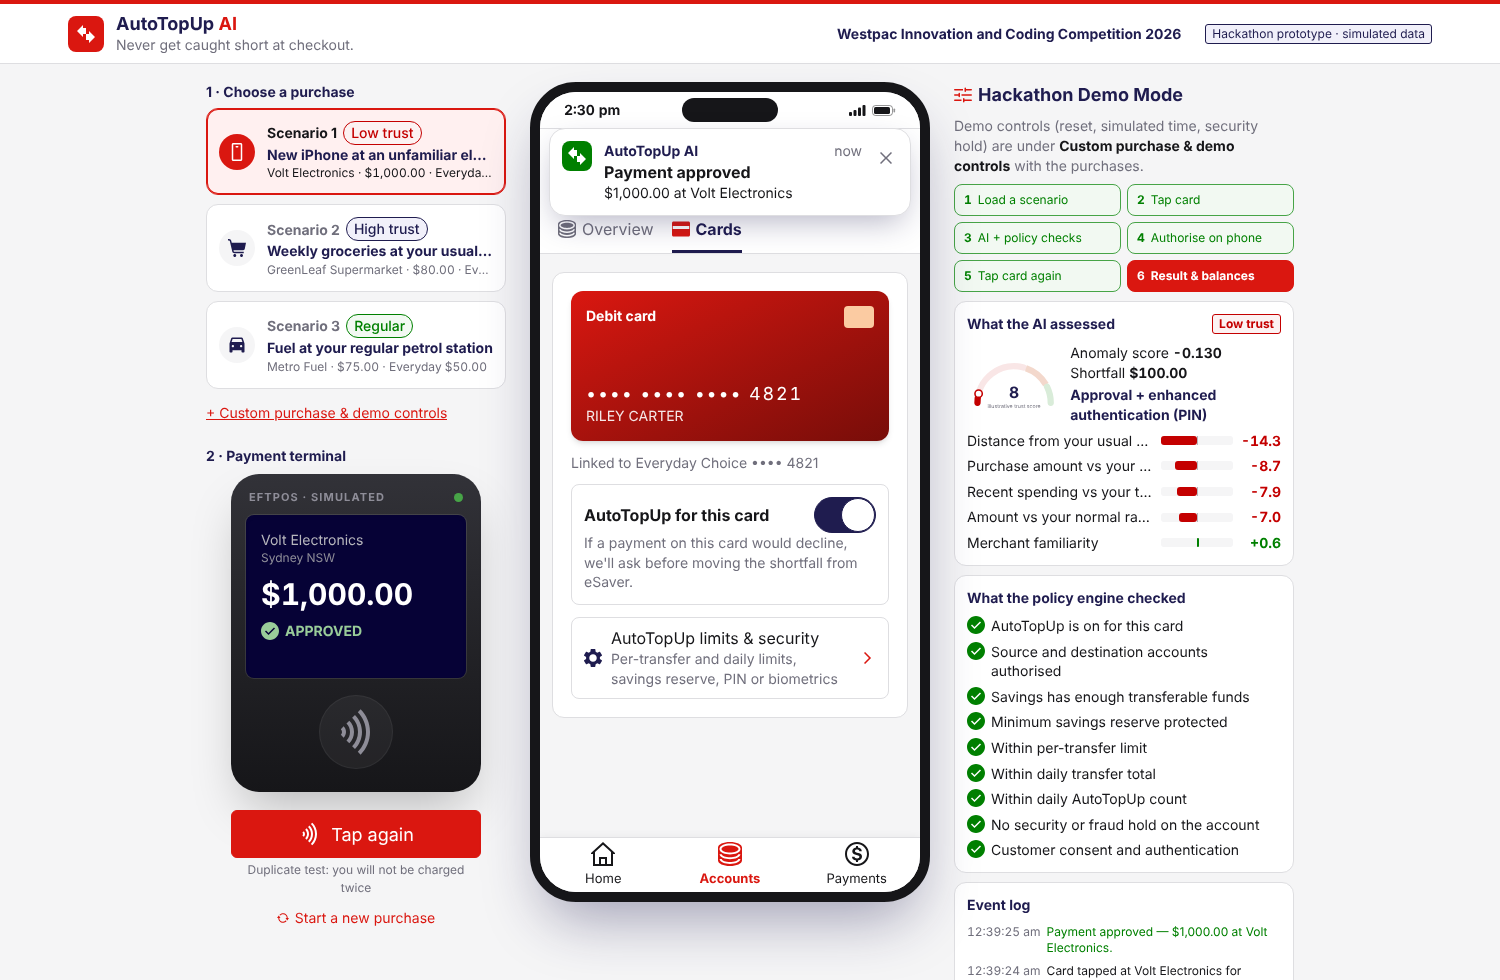 AutoTopUp AI
Never get caught short at checkout.
Westpac Innovation and Coding Competition 2026
Hackathon prototype · simulated data
1 · Choose a purchase
Scenario 1 Low trust
New iPhone at an unfamiliar el...
Volt Electronics · $1,000.00 · Everyda...
Scenario 2 High trust
Weekly groceries at your usual...
GreenLeaf Supermarket · $80.00 · Ev...
Scenario 3 Regular
Fuel at your regular petrol station
Metro Fuel · $75.00 · Everyday $50.00
+ Custom purchase & demo controls
2 · Payment terminal
EFTPOS · SIMULATED
Volt Electronics
Sydney NSW
$1,000.00
APPROVED
Tap again
Duplicate test: you will not be charged
twice
Start a new purchase
2:30 pm
AutoTopUp AI now
Payment approved
$1,000.00 at Volt Electronics
Overview Cards
Debit card
•••• •••• •••• 4821
RILEY CARTER
Linked to Everyday Choice •••• 4821
AutoTopUp for this card
If a payment on this card would decline,
we'll ask before moving the shortfall from
eSaver.
AutoTopUp limits & security
Per-transfer and daily limits,
savings reserve, PIN or biometrics
Home Accounts Payments
Hackathon Demo Mode
Demo controls (reset, simulated time, security
hold) are under Custom purchase & demo
controls with the purchases.
1 Load a scenario
2 Tap card
3 AI + policy checks
4 Authorise on phone
5 Tap card again
6 Result & balances
What the AI assessed Low trust
8
Illustrative trust score
Anomaly score -0.130
Shortfall $100.00
Approval + enhanced
authentication (PIN)
Distance from your usual ... -14.3
Purchase amount vs your ... -8.7
Recent spending vs your t... -7.9
Amount vs your normal ra... -7.0
Merchant familiarity +0.6
What the policy engine checked
AutoTopUp is on for this card
Source and destination accounts
authorised
Savings has enough transferable funds
Minimum savings reserve protected
Within per-transfer limit
Within daily transfer total
Within daily AutoTopUp count
No security or fraud hold on the account
Customer consent and authentication
Event log
12:39:25 am Payment approved — $1,000.00 at Volt
Electronics.
12:39:24 am Card tapped at Volt Electronics for